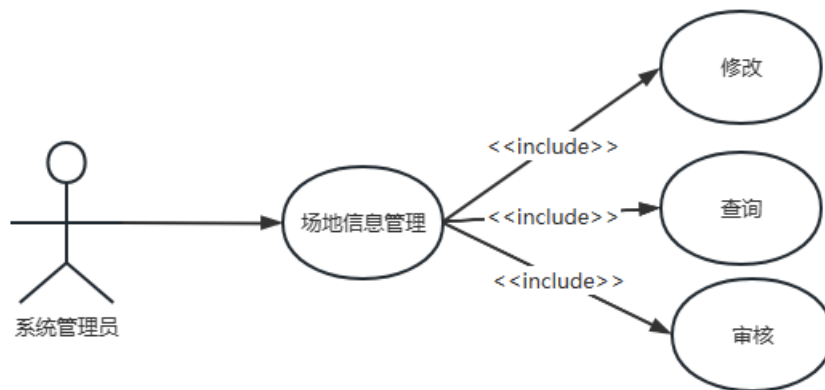 修改
<<include>>
场地信息管理
<<include>>
查询
<<include>>
系统管理员
审核